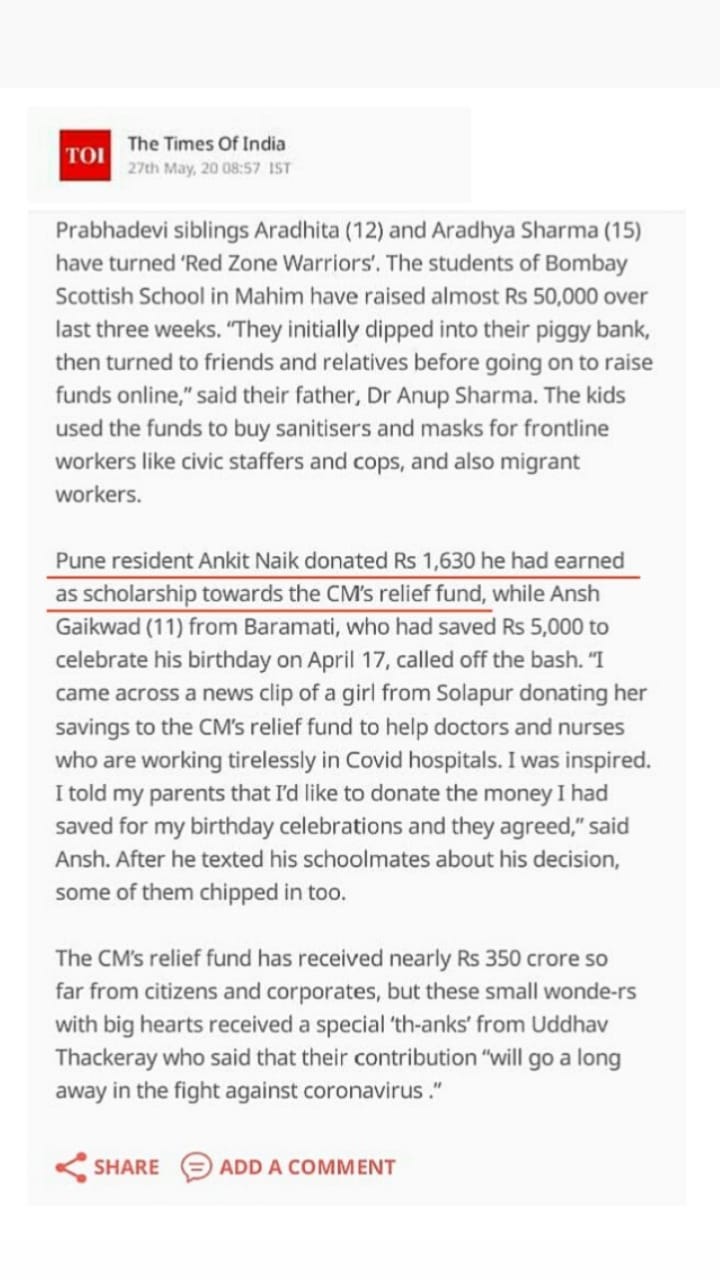 TOI
The Times Of India
27th May, 20 08:57 IST
Prabhadevi siblings Aradhita (12) and Aradhya Sharma (15)
have turned ‘Red Zone Warriors’. The students of Bombay
Scottish School in Mahim have raised almost Rs 50,000 over
last three weeks. “They initially dipped into their piggy bank,
then turned to friends and relatives before going on to raise
funds online,” said their father, Dr Anup Sharma. The kids
used the funds to buy sanitisers and masks for frontline
workers like civic staffers and cops, and also migrant
workers.
Pune resident Ankit Naik donated Rs 1,630 he had earned
as scholarship towards the CM’s relief fund, while Ansh
Gaikwad (11) from Baramati, who had saved Rs 5,000 to
celebrate his birthday on April 17, called off the bash. “I
came across a news clip of a girl from Solapur donating her
savings to the CM’s relief fund to help doctors and nurses
who are working tirelessly in Covid hospitals. I was inspired.
I told my parents that I’d like to donate the money I had
saved for my birthday celebrations and they agreed,” said
Ansh. After he texted his schoolmates about his decision,
some of them chipped in too.
The CM’s relief fund has received nearly Rs 350 crore so
far from citizens and corporates, but these small wonde-rs
with big hearts received a special ‘th-anks’ from Uddhav
Thackeray who said that their contribution “will go a long
away in the fight against coronavirus .”
SHARE ADD A COMMENT